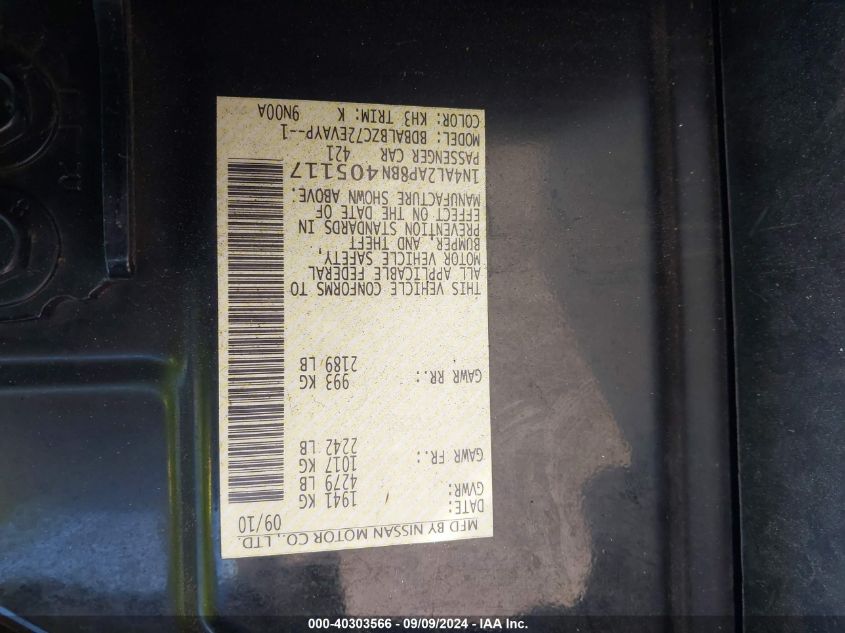 MFD BY NISSAN MOTOR CO., LTD.
DATE: 09/10
GVWR: 1941 KG
4279 LB
GAWR FR.: 1017 KG
2242 LB
GAWR RR.: 993 KG
2189 LB
THIS VEHICLE CONFORMS TO
ALL APPLICABLE FEDERAL
MOTOR VEHICLE SAFETY,
BUMPER, AND THEFT
PREVENTION STANDARDS IN
EFFECT ON THE DATE OF
MANUFACTURE SHOWN ABOVE.
1N4AL2AP8BN405117
PASSENGER CAR 421
MODEL: BDBALBZC72EVAYP--1
COLOR: KH3 TRIM: K 9N00A
000-40303566 - 09/09/2024 - IAA Inc.